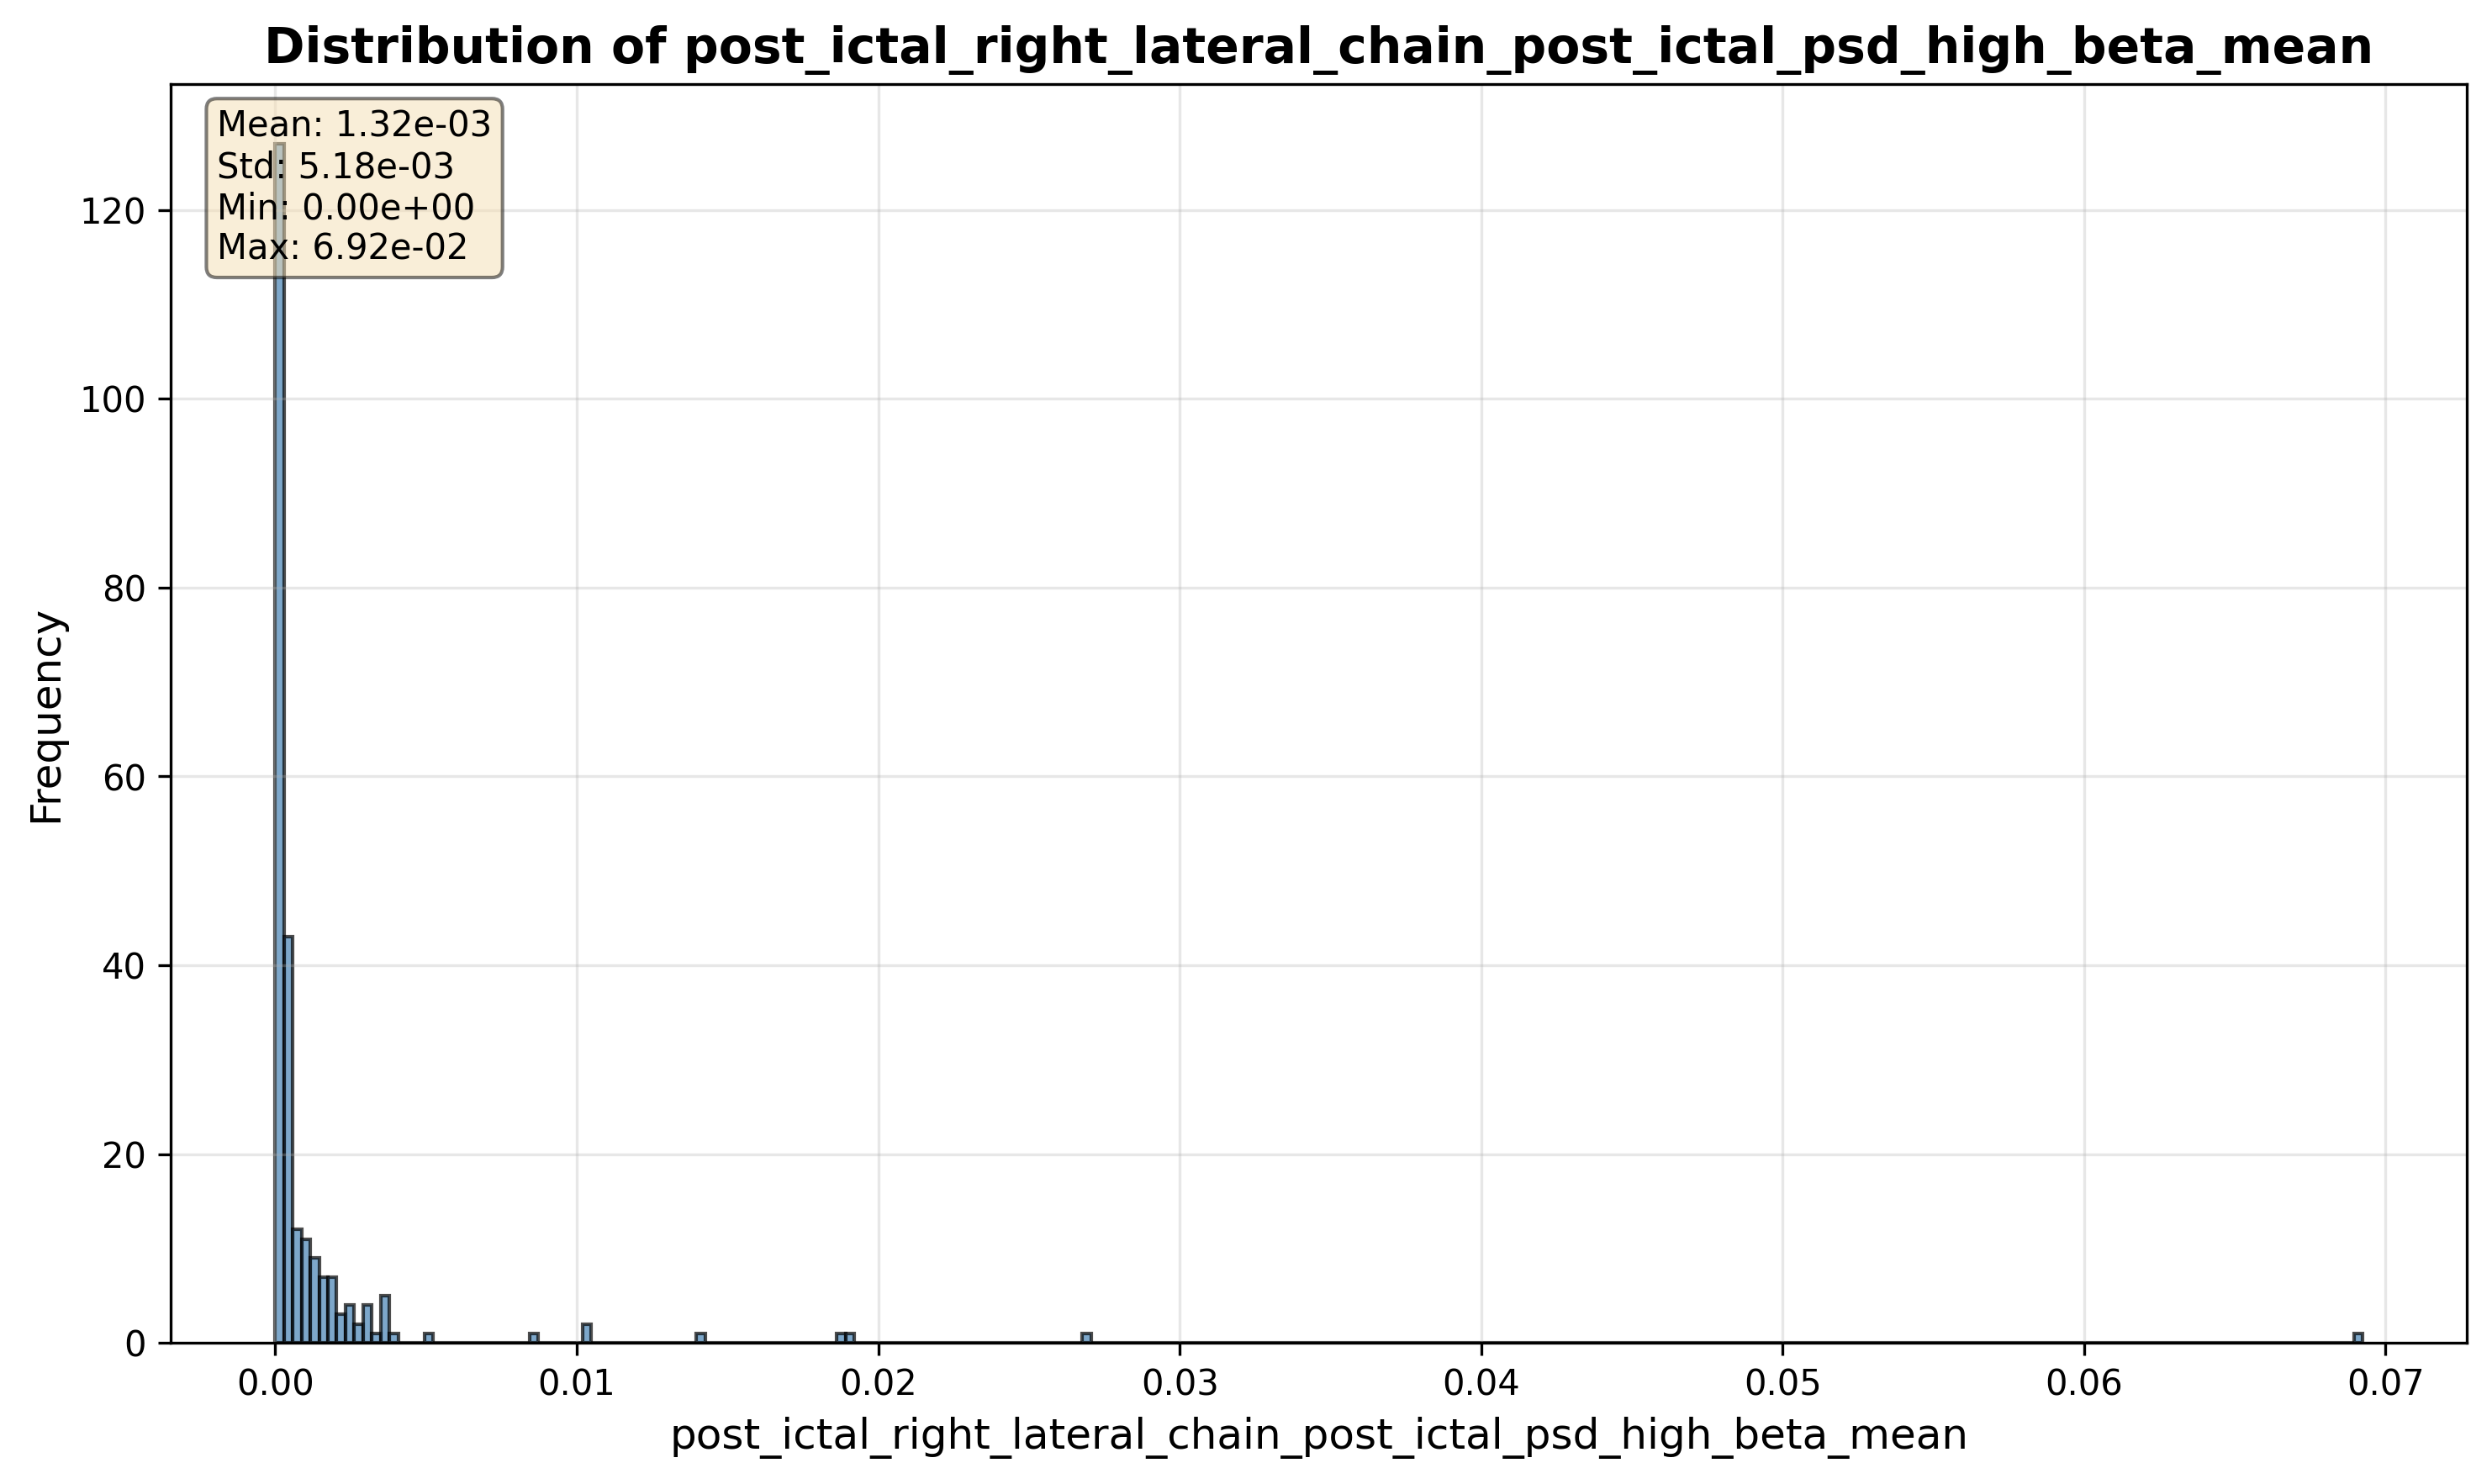 Distribution of post_ictal_right_lateral_chain_post_ictal_psd_high_beta_mean
Mean: 1.32e-03
Std: 5.18e-03
Min: 0.00e+00
Max: 6.92e-02
120
100
80
60
40
20
0
Frequency
0.00 0.01 0.02 0.03 0.04 0.05 0.06 0.07
post_ictal_right_lateral_chain_post_ictal_psd_high_beta_mean